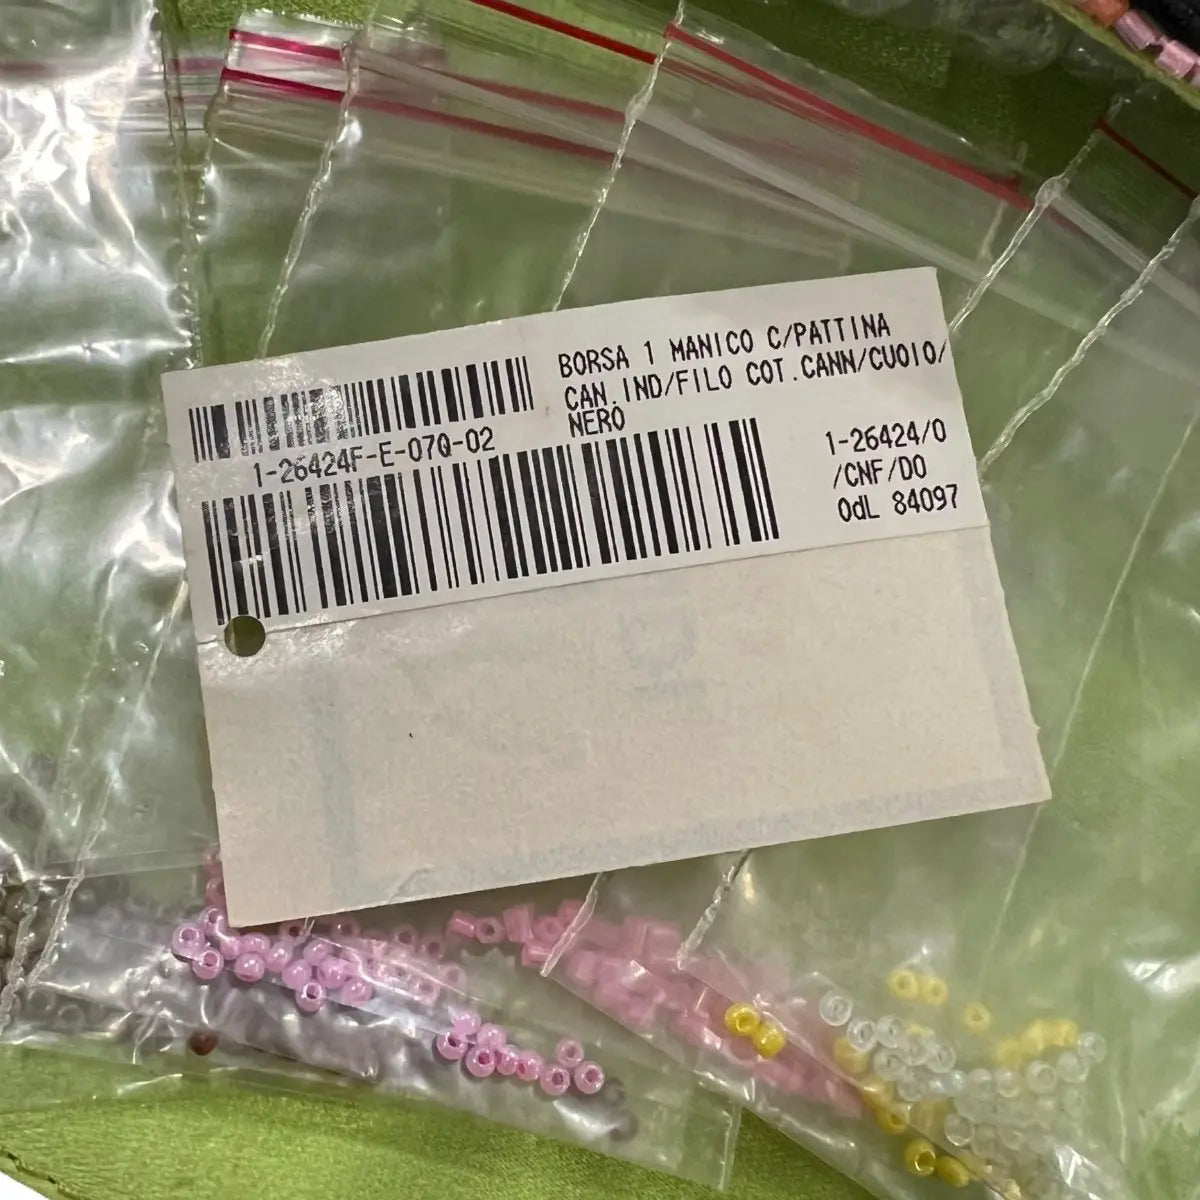 BORSA 1 MANICO C/PATTINA
CAN.IND/FILO COT.CANN/CUOIO/
NERO
1-26424F-E-07Q-02
1-26424/0
/CNF/DO
OdL 84097